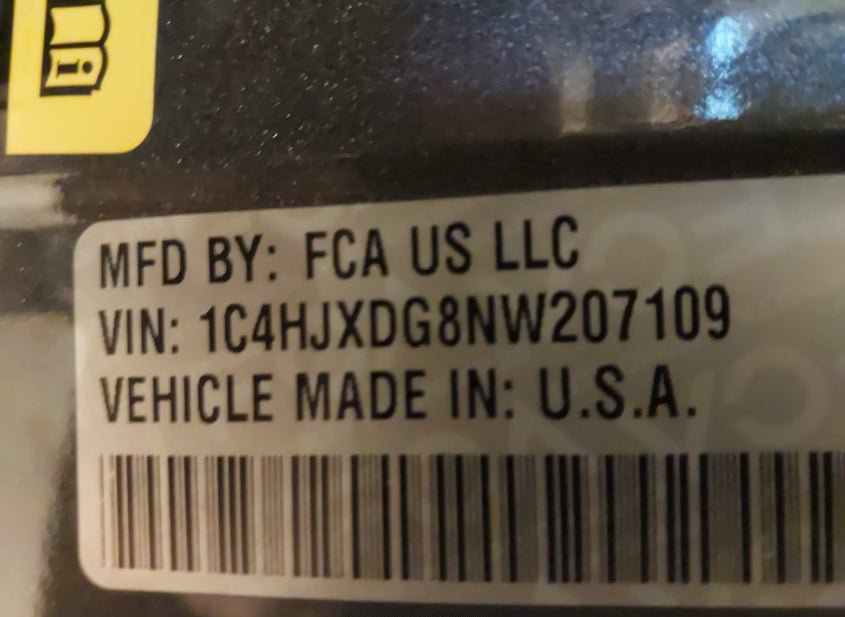 MFD BY: FCA US LLC
VIN: 1C4HJXDG8NW207109
VEHICLE MADE IN: U.S.A.